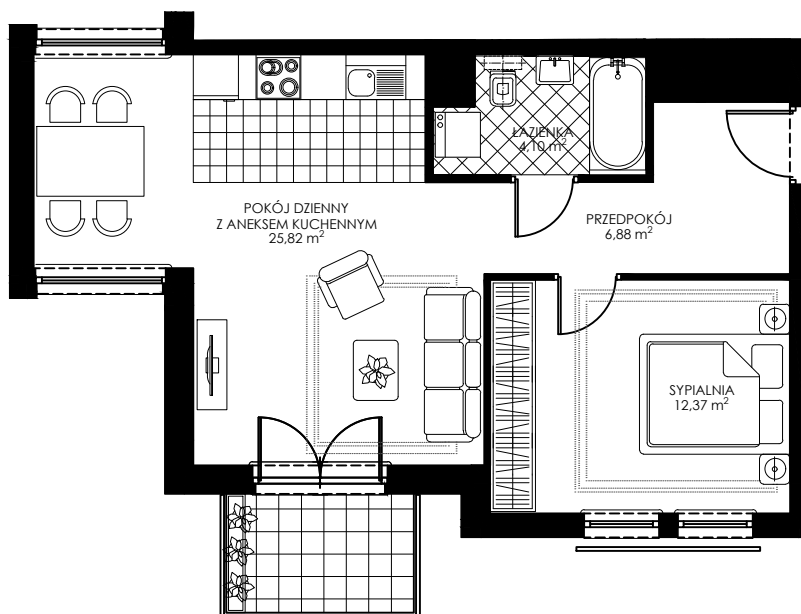 ŁAZIENKA
4,10 m²
POKÓJ DZIENNY
Z ANEKSEM KUCHENNYM
25,82 m²
PRZEDPOKÓJ
6,88 m²
SYPIALNIA
12,37 m²